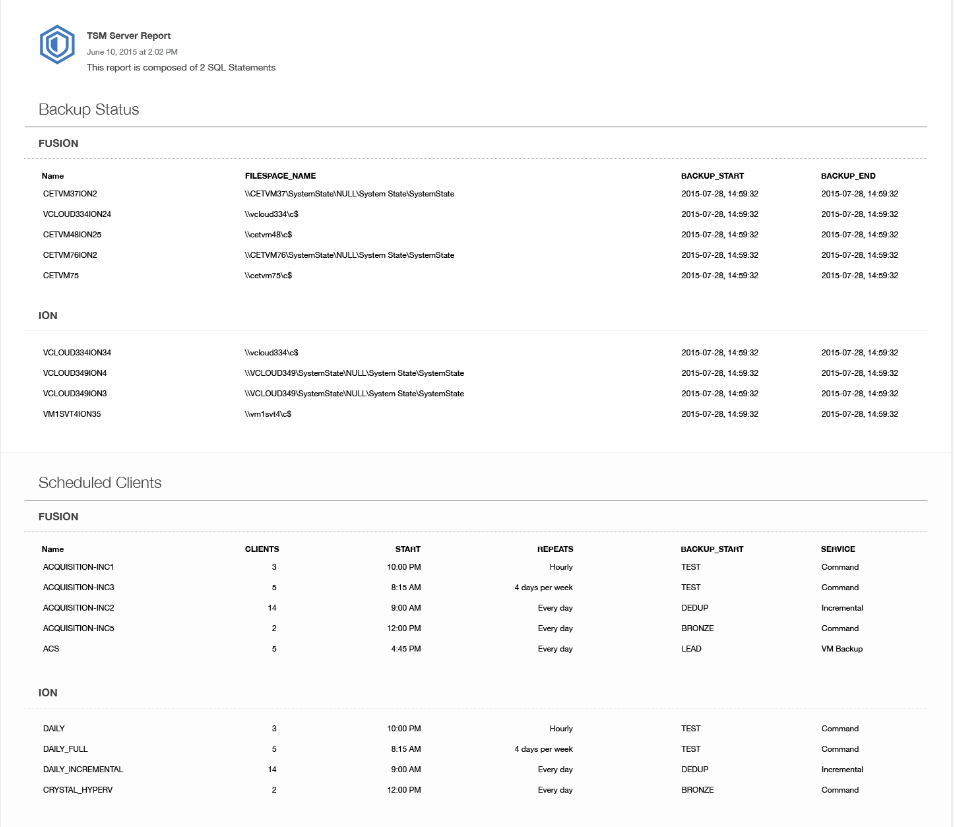 TSM Server Report
June 10, 2015 at 2:02 PM
This report is composed of 2 SQL Statements
Backup Status
FUSION
Name FILESPACE_NAME BACKUP_START BACKUP_END
CETVM37ION2 \\CETVM37\SystemState\NULL\System State\SystemState 2015-07-28, 14:59:32 2015-07-28, 14:59:32
VCLOUD334ION24 \\vcloud334\c$ 2015-07-28, 14:59:32 2015-07-28, 14:59:32
CETVM48ION25 \\cetvm48\c$ 2015-07-28, 14:59:32 2015-07-28, 14:59:32
CETVM76ION2 \\CETVM76\SystemState\NULL\System State\SystemState 2015-07-28, 14:59:32 2015-07-28, 14:59:32
CETVM75 \\cetvm75\c$ 2015-07-28, 14:59:32 2015-07-28, 14:59:32
ION
VCLOUD334ION34 \\vcloud334\c$ 2015-07-28, 14:59:32 2015-07-28, 14:59:32
VCLOUD349ION4 \\VCLOUD349\SystemState\NULL\System State\SystemState 2015-07-28, 14:59:32 2015-07-28, 14:59:32
VCLOUD349ION3 \\VCLOUD349\SystemState\NULL\System State\SystemState 2015-07-28, 14:59:32 2015-07-28, 14:59:32
VM1SVT4ION35 \\vm1svt4\c$ 2015-07-28, 14:59:32 2015-07-28, 14:59:32
Scheduled Clients
FUSION
Name CLIENTS START REPEATS BACKUP_START SERVICE
ACQUISITION-INC1 3 10:00 PM Hourly TEST Command
ACQUISITION-INC3 5 8:15 AM 4 days per week TEST Command
ACQUISITION-INC2 14 9:00 AM Every day DEDUP Incremental
ACQUISITION-INC5 2 12:00 PM Every day BRONZE Command
ACS 5 4:45 PM Every day LEAD VM Backup
ION
DAILY 3 10:00 PM Hourly TEST Command
DAILY_FULL 5 8:15 AM 4 days per week TEST Command
DAILY_INCREMENTAL 14 9:00 AM Every day DEDUP Incremental
CRYSTAL_HYPERV 2 12:00 PM Every day BRONZE Command